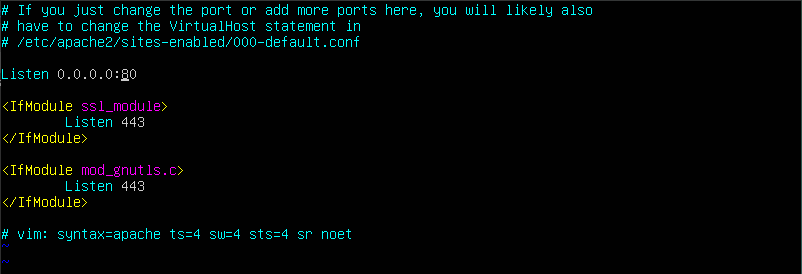 # If you just change the port or add more ports here, you will likely also
# have to change the VirtualHost statement in
# /etc/apache2/sites-enabled/000-default.conf
Listen 0.0.0.0:80
<IfModule ssl_module>
        Listen 443
</IfModule>
<IfModule mod_gnutls.c>
        Listen 443
</IfModule>
# vim: syntax=apache ts=4 sw=4 sts=4 sr noet
~
~